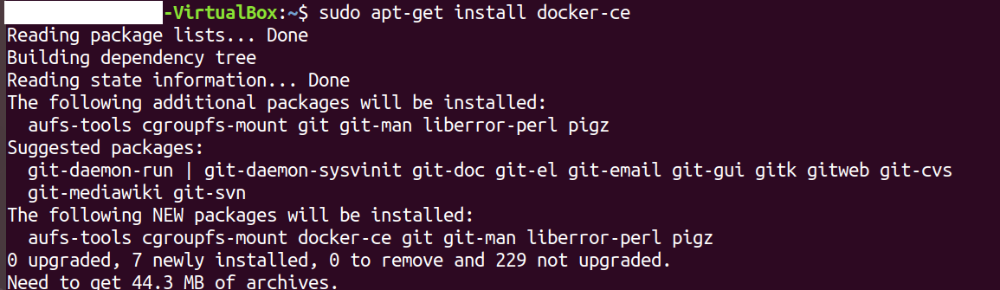 -VirtualBox:~$ sudo apt-get install docker-ce
Reading package lists... Done
Building dependency tree
Reading state information... Done
The following additional packages will be installed:
  aufs-tools cgroupfs-mount git git-man liberror-perl pigz
Suggested packages:
  git-daemon-run | git-daemon-sysvinit git-doc git-el git-email git-gui gitk gitweb git-cvs
  git-mediawiki git-svn
The following NEW packages will be installed:
  aufs-tools cgroupfs-mount docker-ce git git-man liberror-perl pigz
0 upgraded, 7 newly installed, 0 to remove and 229 not upgraded.
Need to get 44.3 MB of archives.